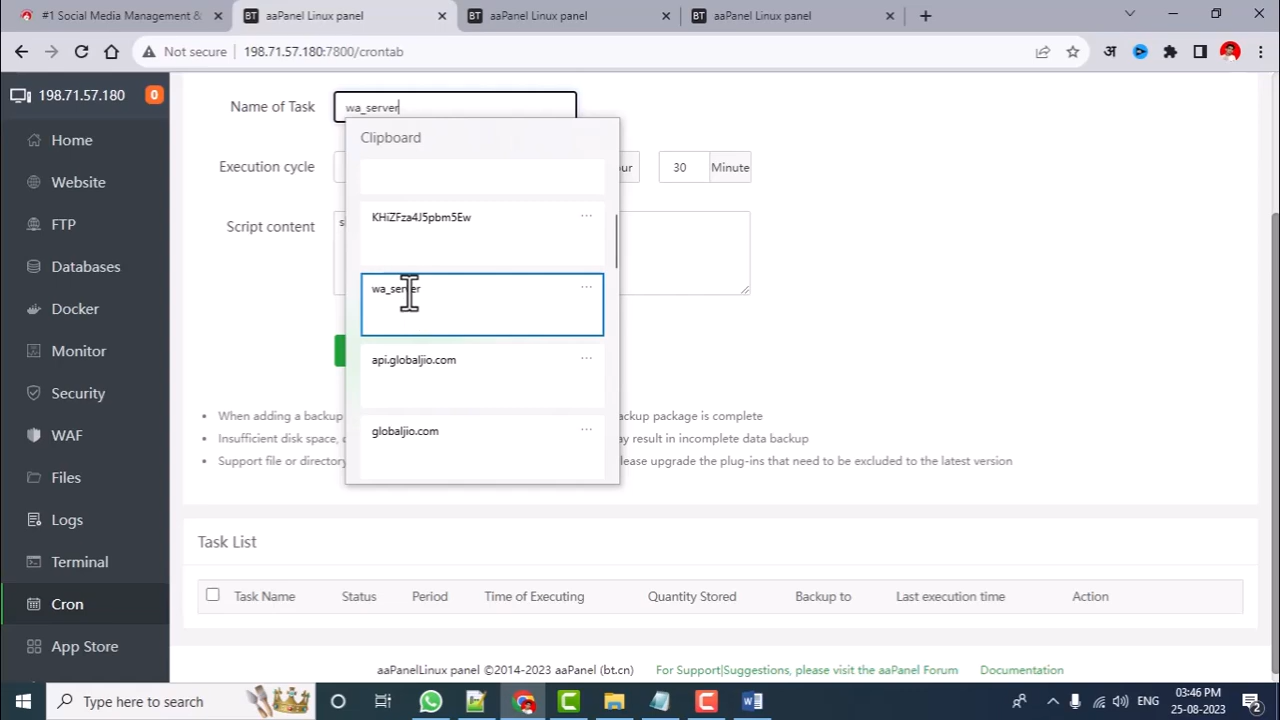 #1 Social Media Management &
aaPanel Linux panel
aaPanel Linux panel
aaPanel Linux panel
Not secure
198.71.57.180:7800/crontab
अ
198.71.57.180
0
Home
Website
FTP
Databases
Docker
Monitor
Security
WAF
Files
Logs
Terminal
Cron
App Store
Name of Task
wa_server
Execution cycle
our
30
Minute
Script content
s
Clipboard
KHiZFza4J5pbm5Ew
wa_server
api.globaljio.com
globaljio.com
When adding a backup
ackup package is complete
Insufficient disk space,
ay result in incomplete data backup
Support file or directory
lease upgrade the plug-ins that need to be excluded to the latest version
Task List
Task Name Status Period Time of Executing Quantity Stored Backup to Last execution time Action
aaPanelLinux panel ©2014-2023 aaPanel (bt.cn) For Support|Suggestions, please visit the aaPanel Forum Documentation
Type here to search
ENG
03:46 PM
25-08-2023
2